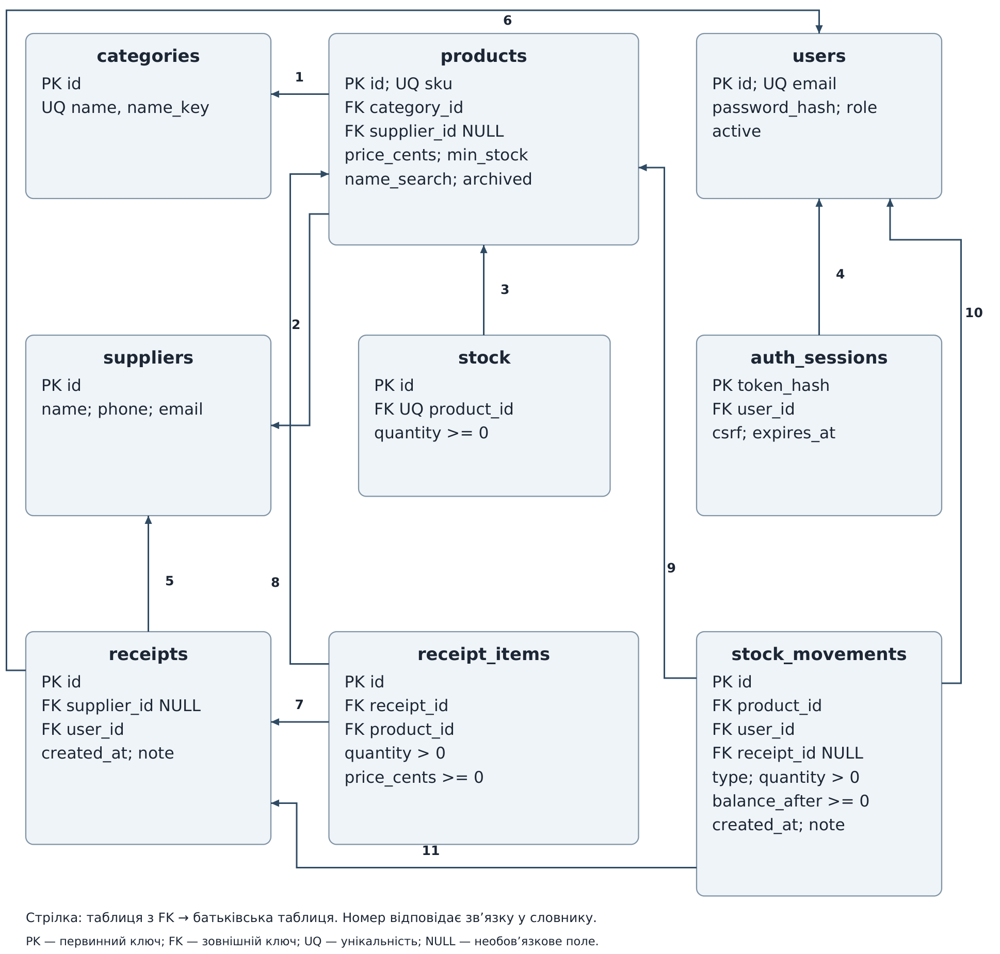 6
categories
PK id
UQ name, name_key
1
products
PK id; UQ sku
FK category_id
FK supplier_id NULL
price_cents; min_stock
name_search; archived
users
PK id; UQ email
password_hash; role
active
2
3
4
10
suppliers
PK id
name; phone; email
stock
PK id
FK UQ product_id
quantity >= 0
auth_sessions
PK token_hash
FK user_id
csrf; expires_at
5
8
9
receipts
PK id
FK supplier_id NULL
FK user_id
created_at; note
7
receipt_items
PK id
FK receipt_id
FK product_id
quantity > 0
price_cents >= 0
stock_movements
PK id
FK product_id
FK user_id
FK receipt_id NULL
type; quantity > 0
balance_after >= 0
created_at; note
11
Стрілка: таблиця з FK → батьківська таблиця. Номер відповідає зв’язку у словнику.
PK — первинний ключ; FK — зовнішній ключ; UQ — унікальність; NULL — необов’язкове поле.